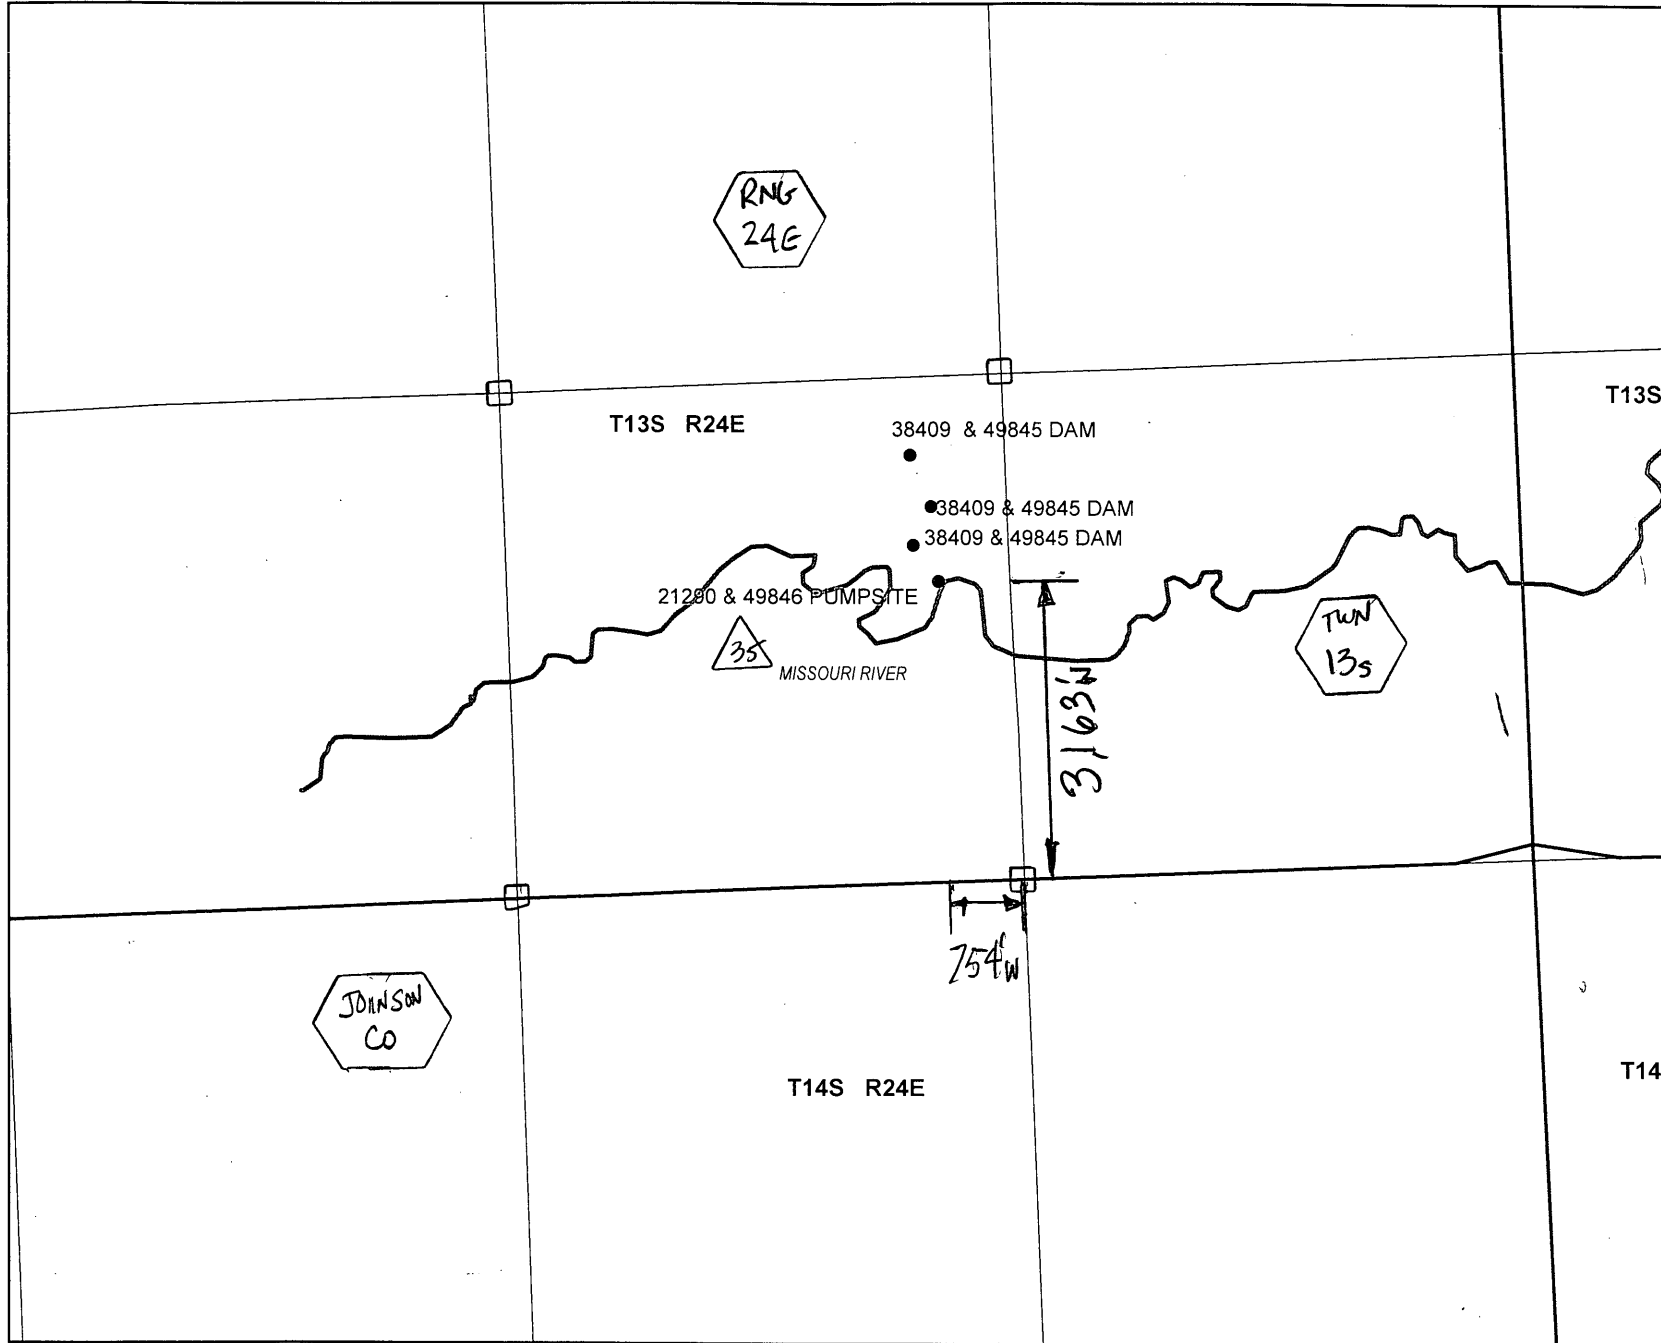 RNG
24E
T13S R24E
T13S
38409 & 49845 DAM
38409 & 49845 DAM
38409 & 49845 DAM
21290 & 49846 PUMPSITE
35
MISSOURI RIVER
TWN
13s
3163'N
754'W
JOHNSON
CO
T14S R24E
T14